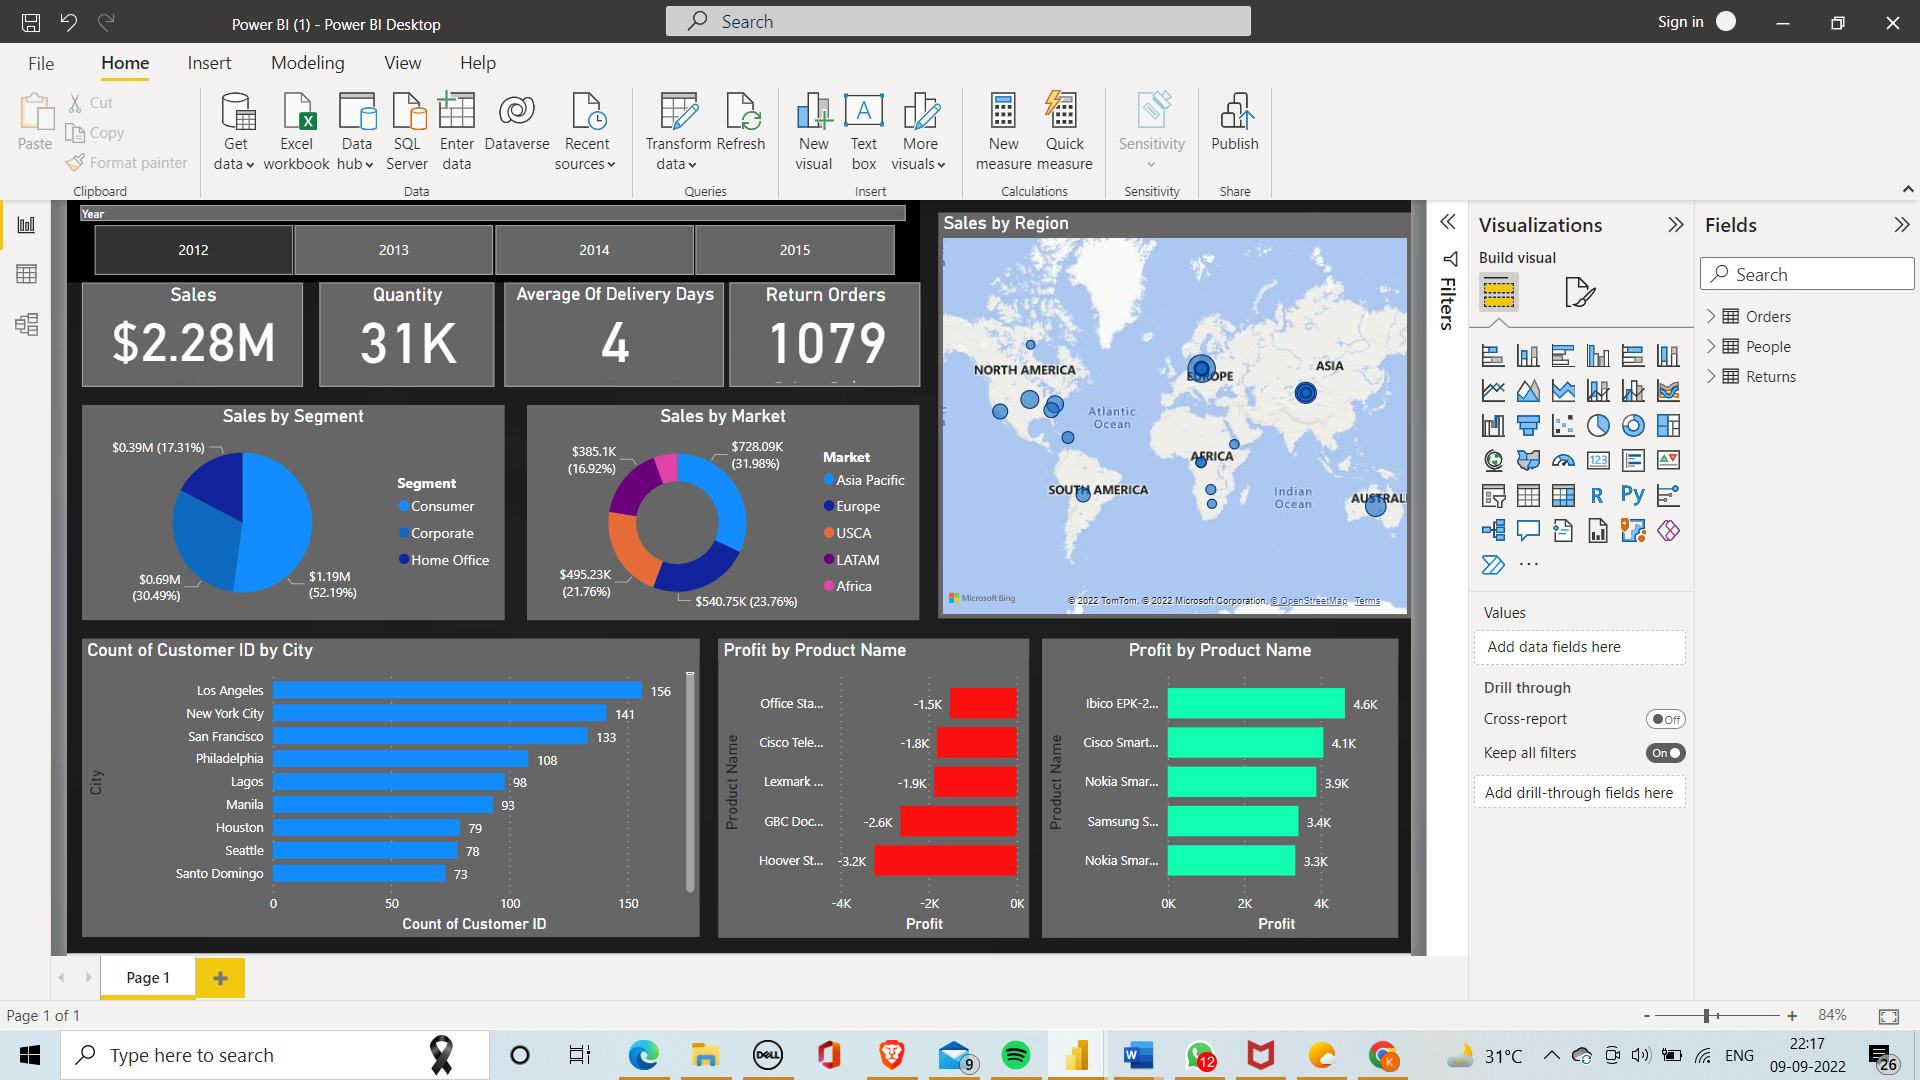 Power BI (1) - Power BI Desktop
Search
Sign in
File
Home
Insert
Modeling
View
Help
Paste
Cut
Copy
Format painter
Clipboard
Get data
Excel workbook
Data hub
SQL Server
Enter data
Dataverse
Recent sources
Data
Transform data
Refresh
Queries
New visual
Text box
More visuals
Insert
New measure
Quick measure
Calculations
Sensitivity
Sensitivity
Publish
Share
Year
2012
2013
2014
2015
Sales
$2.28M
Quantity
31K
Average Of Delivery Days
4
Return Orders
1079
Sales by Segment
$0.39M (17.31%)
$0.69M
(30.49%)
$1.19M
(52.19%)
Segment
Consumer
Corporate
Home Office
Sales by Market
$385.1K
(16.92%)
$728.09K
(31.98%)
$495.23K
(21.76%)
$540.75K (23.76%)
Market
Asia Pacific
Europe
USCA
LATAM
Africa
Sales by Region
NORTH AMERICA
EUROPE
ASIA
Atlantic
Ocean
AFRICA
SOUTH AMERICA
Indian
Ocean
AUSTRAL
Microsoft Bing
© 2022 TomTom, © 2022 Microsoft Corporation, © OpenStreetMap Terms
Count of Customer ID by City
City
Los Angeles 156
New York City 141
San Francisco 133
Philadelphia 108
Lagos 98
Manila 93
Houston 79
Seattle 78
Santo Domingo 73
0 50 100 150
Count of Customer ID
Profit by Product Name
Product Name
Office Sta... -1.5K
Cisco Tele... -1.8K
Lexmark ... -1.9K
GBC Doc... -2.6K
Hoover St... -3.2K
-4K -2K 0K
Profit
Profit by Product Name
Product Name
Ibico EPK-2... 4.6K
Cisco Smart... 4.1K
Nokia Smar... 3.9K
Samsung S... 3.4K
Nokia Smar... 3.3K
0K 2K 4K
Profit
Filters
Visualizations
Build visual
123
R
Py
...
Values
Add data fields here
Drill through
Cross-report
Off
Keep all filters
On
Add drill-through fields here
Fields
Search
Orders
People
Returns
Page 1
Page 1 of 1
84%
Type here to search
DELL
9
W
12
K
31°C
ENG
22:17
09-09-2022
26